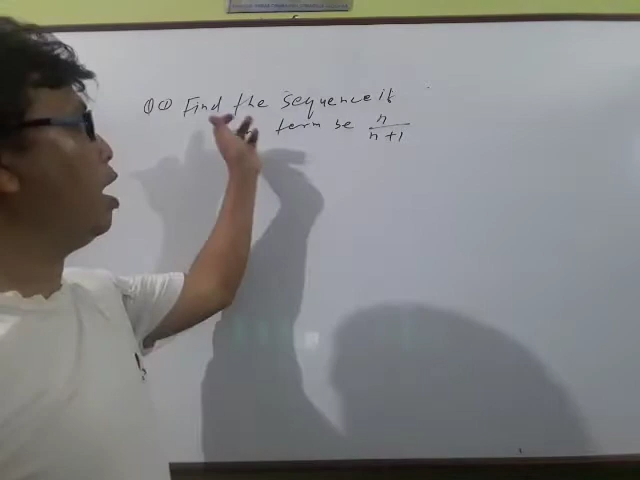 Q① Find the sequence if
term be n/n+1